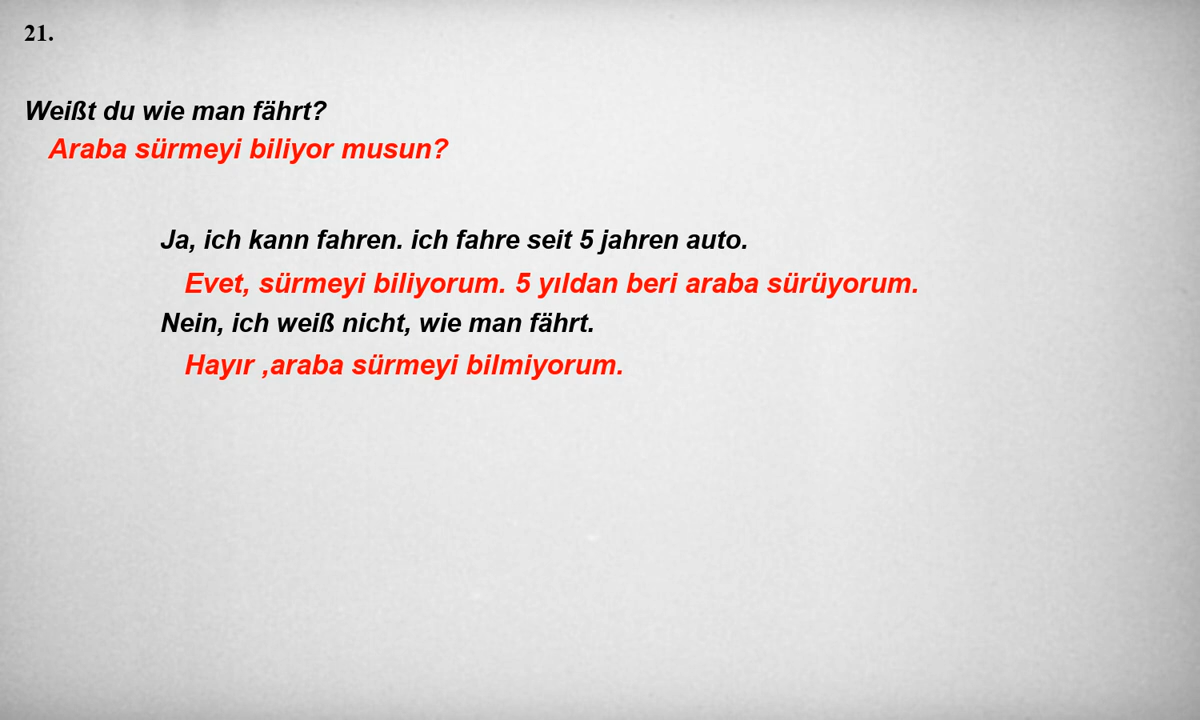 21.
Weißt du wie man fährt?
Araba sürmeyi biliyor musun?
Ja, ich kann fahren. ich fahre seit 5 jahren auto.
Evet, sürmeyi biliyorum. 5 yıldan beri araba sürüyorum.
Nein, ich weiß nicht, wie man fährt.
Hayır ,araba sürmeyi bilmiyorum.